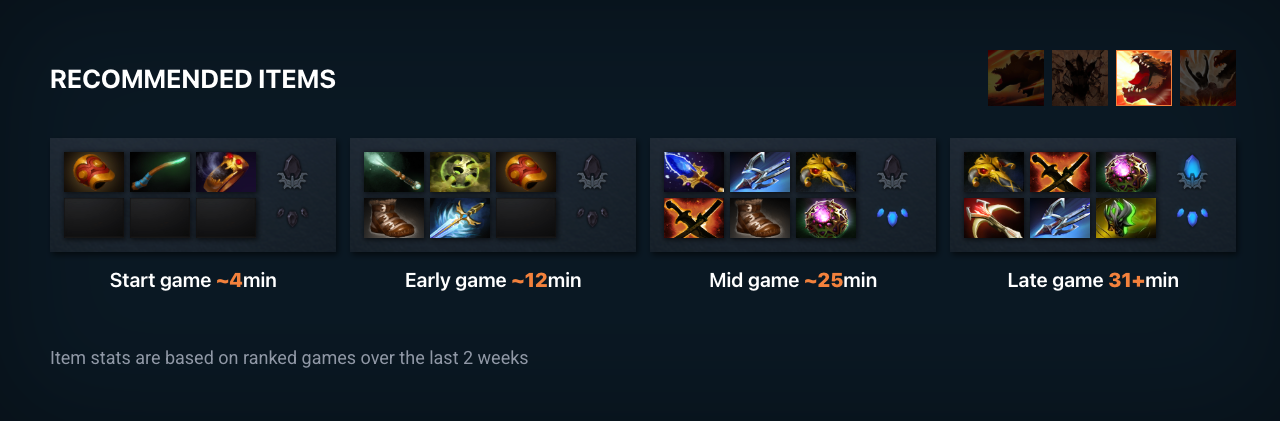 RECOMMENDED ITEMS
Start game ~4min
Early game ~12min
Mid game ~25min
Late game 31+min
Item stats are based on ranked games over the last 2 weeks